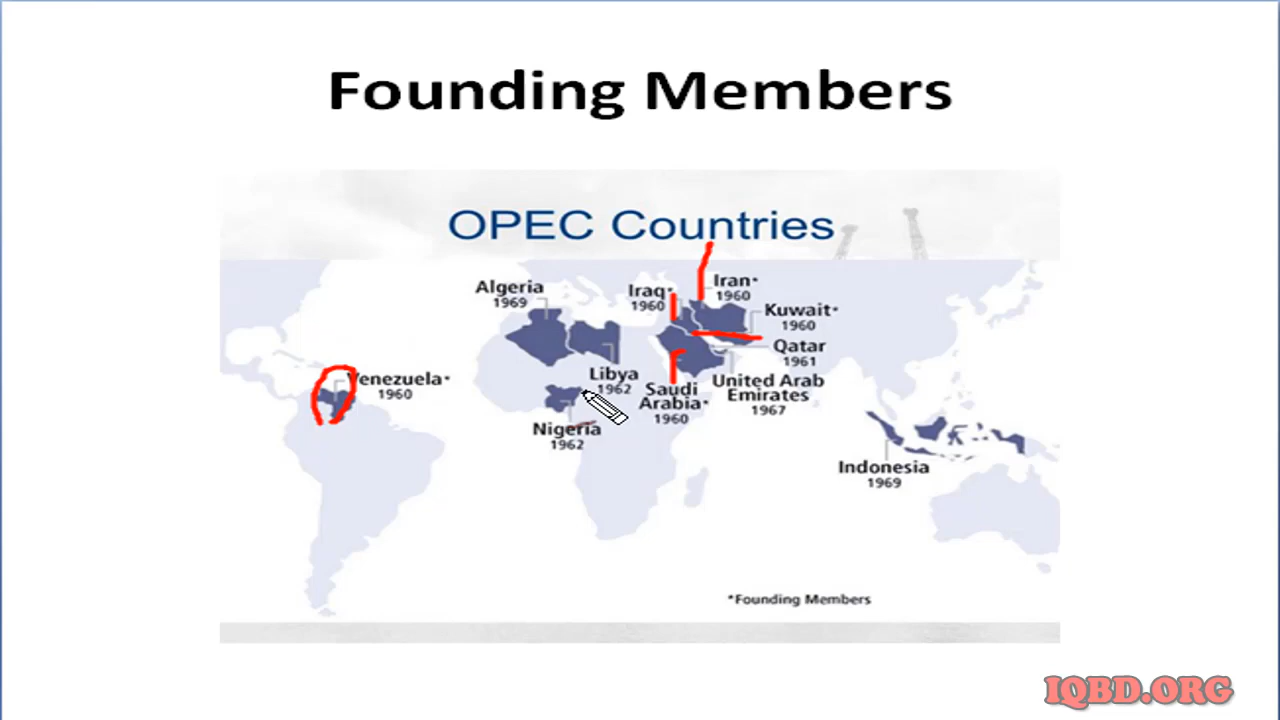 Founding Members
OPEC Countries
Algeria
1969
Iraq*
1960
Iran*
1960
Kuwait*
1960
Qatar
1961
Libya
1962
Venezuela*
1960
Saudi
Arabia*
1960
United Arab
Emirates
1967
Nigeria
1962
Indonesia
1969
*Founding Members
IQBD.ORG